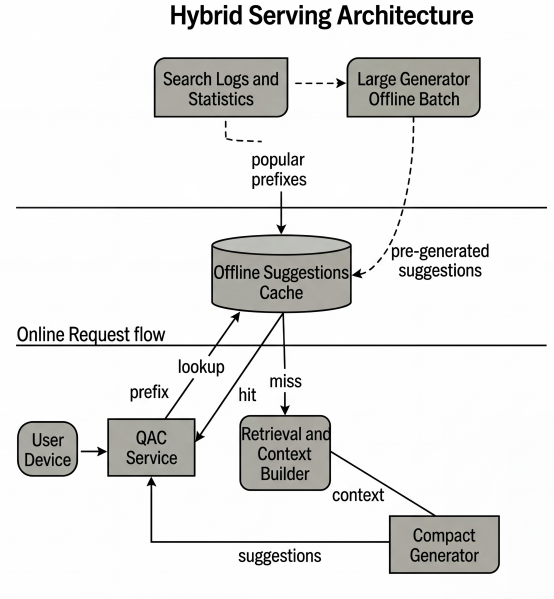 Hybrid Serving Architecture
Search Logs and
Statistics
Large Generator
Offline Batch
popular
prefixes
pre-generated
suggestions
Offline Suggestions
Cache
Online Request flow
lookup
prefix
hit
miss
User
Device
QAC
Service
Retrieval and
Context
Builder
context
Compact
Generator
suggestions